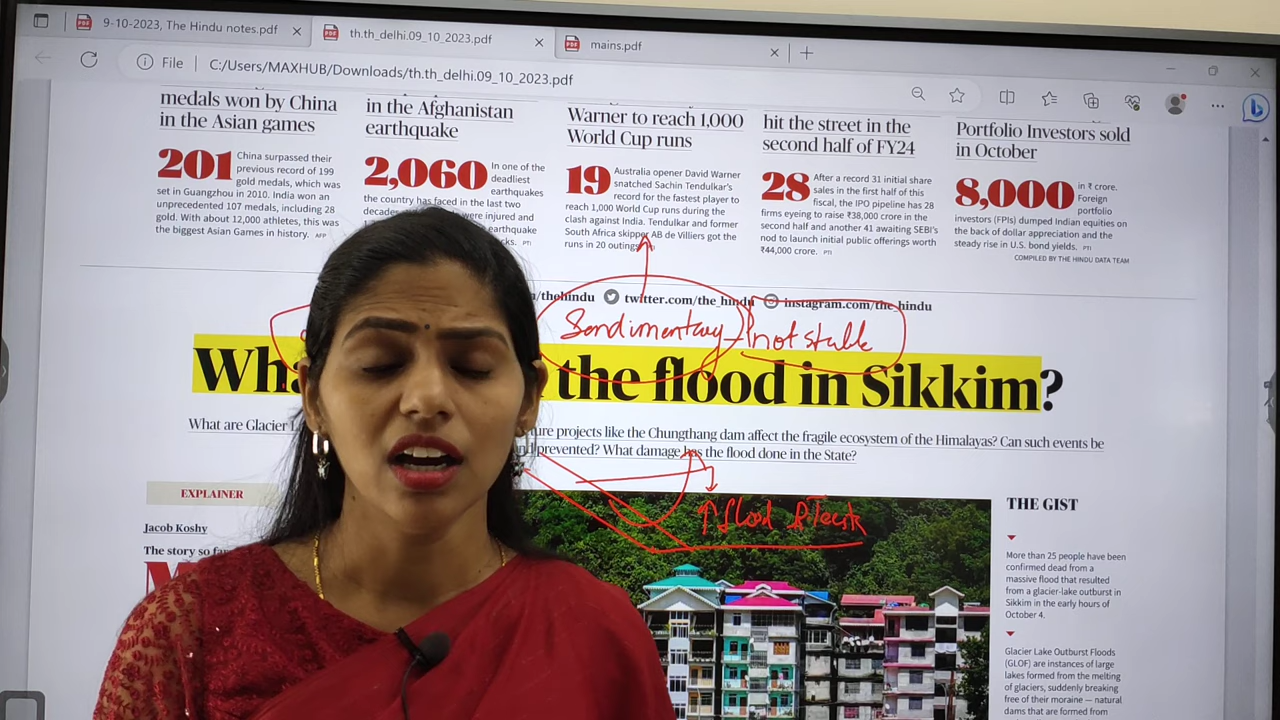 9-10-2023, The Hindu notes.pdf
th.th_delhi.09_10_2023.pdf
mains.pdf
File
C:/Users/MAXHUB/Downloads/th.th_delhi.09_10_2023.pdf
medals won by China
in the Asian games
201
China surpassed their
previous record of 199
gold medals, which was
set in Guangzhou in 2010. India won an
unprecedented 107 medals, including 28
gold. With about 12,000 athletes, this was
the biggest Asian Games in history. AFP
in the Afghanistan
earthquake
2,060
In one of the
deadliest
earthquakes
the country has faced in the last two
decades
were injured and
earthquake
PTI
Warner to reach 1,000
World Cup runs
19
Australia opener David Warner
snatched Sachin Tendulkar's
record for the fastest player to
reach 1,000 World Cup runs during the
clash against India. Tendulkar and former
South Africa skipper AB de Villiers got the
runs in 20 outings
hit the street in the
second half of FY24
28
After a record 31 initial share
sales in the first half of this
fiscal, the IPO pipeline has 28
firms eyeing to raise ₹38,000 crore in the
second half and another 41 awaiting SEBI's
nod to launch initial public offerings worth
₹44,000 crore. PTI
Portfolio Investors sold
in October
8,000
in ₹ crore.
Foreign
portfolio
investors (FPIs) dumped Indian equities on
the back of dollar appreciation and the
steady rise in U.S. bond yields. PTI
COMPILED BY THE HINDU DATA TEAM
/thehindu twitter.com/the_hindu instagram.com/the_hindu
Sendimentary - not stable
the flood in Sikkim?
What are Glacier
ture projects like the Chungthang dam affect the fragile ecosystem of the Himalayas? Can such events be
prevented? What damage has the flood done in the State?
EXPLAINER
Jacob Koshy
The story so far
M
↑flood
THE GIST
More than 25 people have been
confirmed dead from a
massive flood that resulted
from a glacier-lake outburst in
Sikkim in the early hours of
October 4.
Glacier Lake Outburst Floods
(GLOF) are instances of large
lakes formed from the melting
of glaciers, suddenly breaking
free of their moraine — natural
dams that are formed from